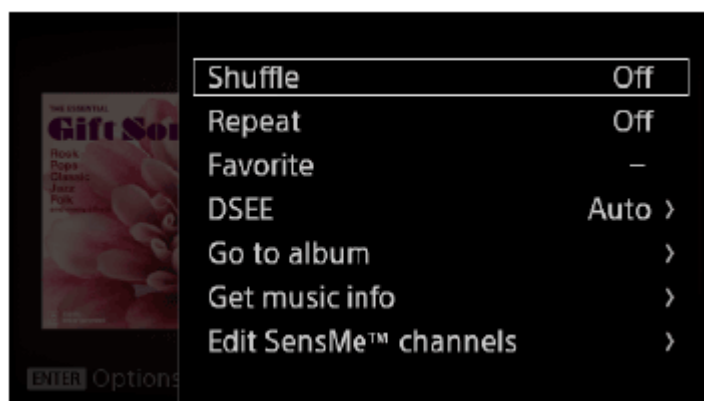 THE ESSENTIAL
Gift Son
Rock
Pops
Classic
Jazz
Folk
ENTER Options
Shuffle Off
Repeat Off
Favorite –
DSEE Auto >
Go to album >
Get music info >
Edit SensMe™ channels >